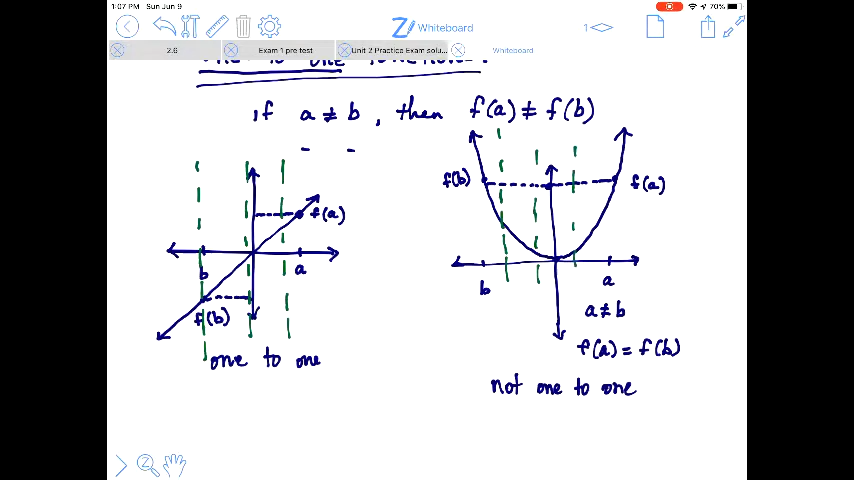 1:07 PM Sun Jun 9
70%
Whiteboard
1
2.6
Exam 1 pre test
Unit 2 Practice Exam solu...
Whiteboard
if a ≠ b, then f(a) ≠ f(b)
f(b)
f(a)
f(a)
b
a
b
a
f(b)
a ≠ b
f(a) = f(b)
one to one
not one to one